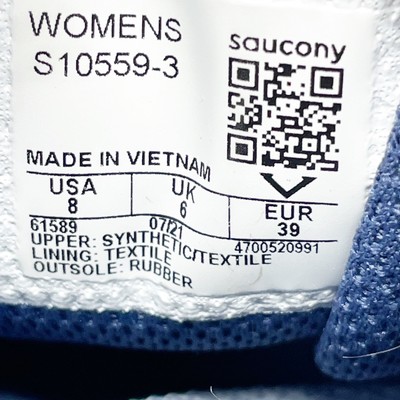 WOMENS
S10559-3
saucony
MADE IN VIETNAM
USA UK EUR
8 6 39
61589 07/21 4700520991
UPPER: SYNTHETIC/TEXTILE
LINING: TEXTILE
OUTSOLE: RUBBER